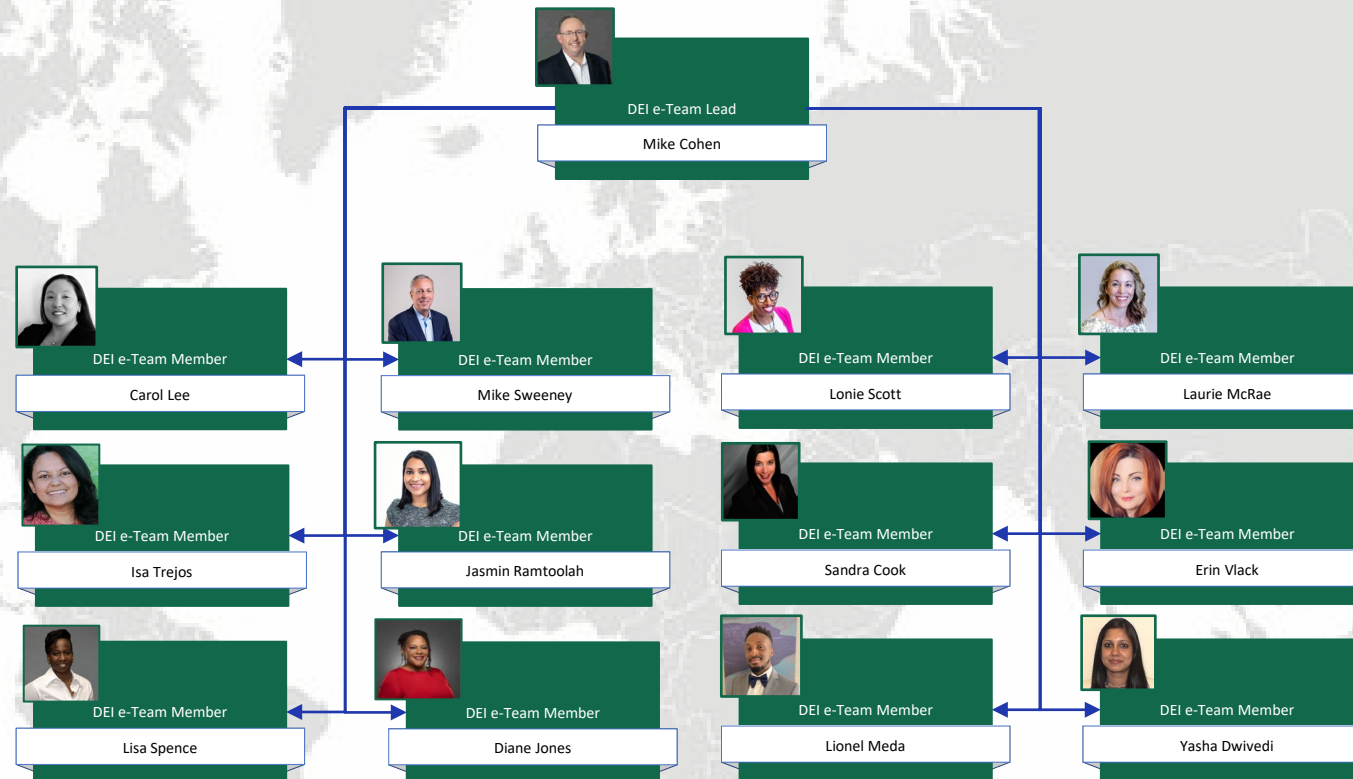 DEI e-Team Lead
Mike Cohen
DEI e-Team Member
Carol Lee
DEI e-Team Member
Mike Sweeney
DEI e-Team Member
Lonie Scott
DEI e-Team Member
Laurie McRae
DEI e-Team Member
Isa Trejos
DEI e-Team Member
Jasmin Ramtoolah
DEI e-Team Member
Sandra Cook
DEI e-Team Member
Erin Vlack
DEI e-Team Member
Lisa Spence
DEI e-Team Member
Diane Jones
DEI e-Team Member
Lionel Meda
DEI e-Team Member
Yasha Dwivedi